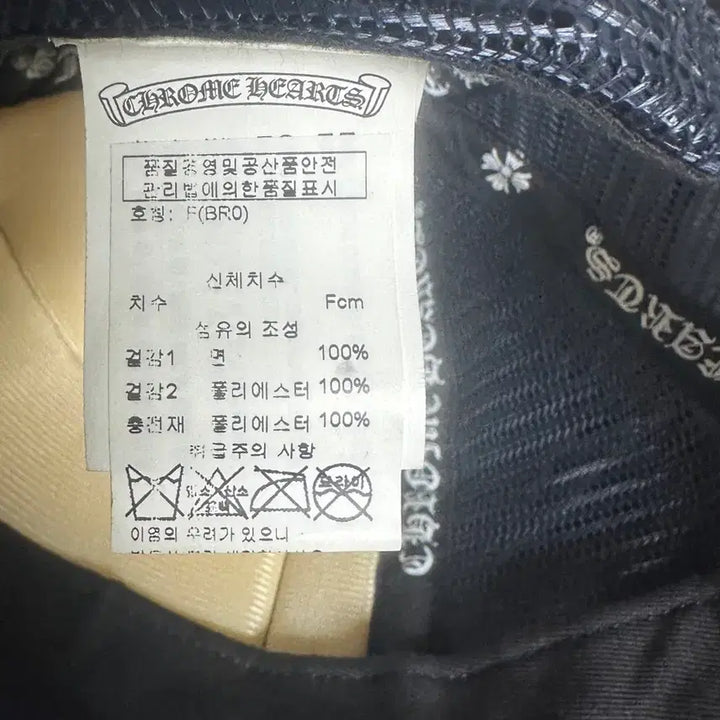 CHROME HEARTS
품질경영및공산품안전
관리법에의한품질표시
호칭: F(BR0)
신체치수
치수 Fcm
섬유의 조성
겉감1 면 100%
겉감2 폴리에스터 100%
충전재 폴리에스터 100%
취급주의 사항
드라이
이염의 우려가 있으니
HEARTS